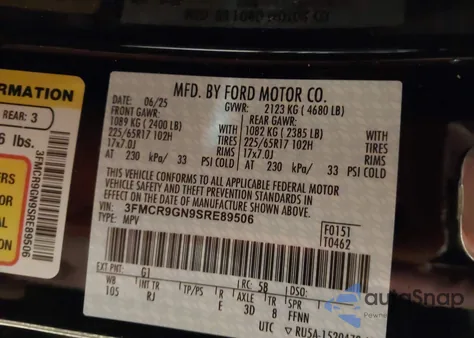 MFD. BY FORD MOTOR CO.
DATE: 06/25 GVWR: 2123 KG ( 4680 LB)
FRONT GAWR: REAR GAWR:
1089 KG ( 2400 LB) WITH 1082 KG ( 2385 LB) WITH
225/65R17 102H TIRES 225/65R17 102H TIRES
17x7.0J RIMS 17x7.0J RIMS
AT 230 kPa/ 33 PSI COLD AT 230 kPa/ 33 PSI COLD
THIS VEHICLE CONFORMS TO ALL APPLICABLE FEDERAL MOTOR
VEHICLE SAFETY AND THEFT PREVENTION STANDARDS IN
EFFECT ON THE DATE OF MANUFACTURE SHOWN ABOVE.
VIN: 3FMCR9GN9SRE89506 F0151
TYPE: MPV T0462
EXT PNT: G1 RC: 58 DSO:
WB INT TR TP/PS R AXLE TR SPR
105 RJ E 3D 8 FFNN
UTC
RMATION
REAR: 3
6 lbs.
3FMCR9GN9SRE89506
autoSnap